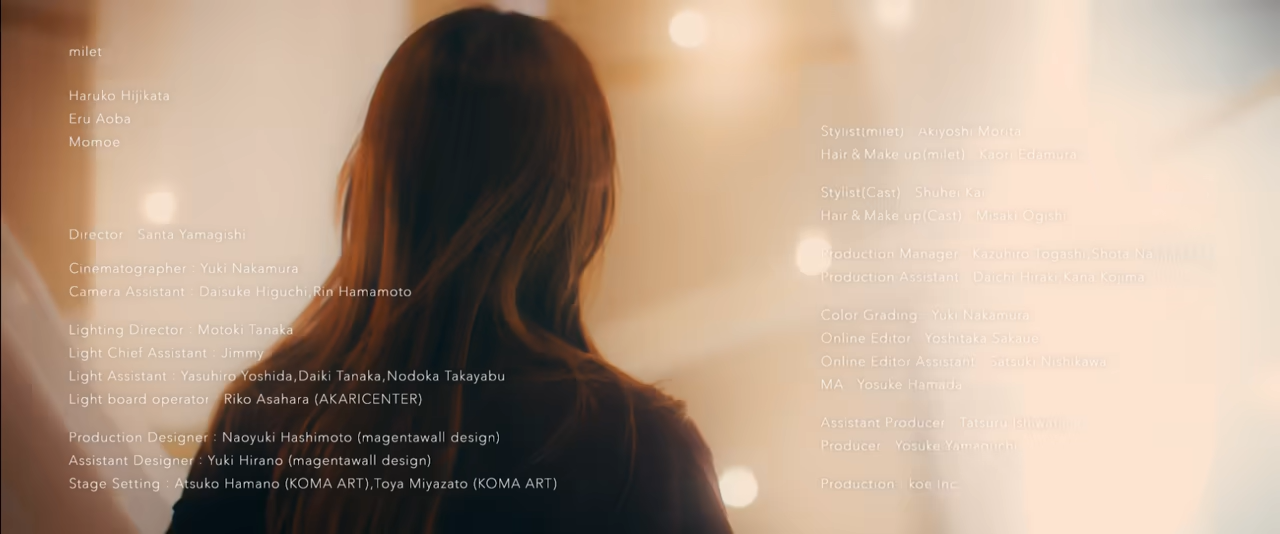 milet
Haruko Hijikata
Eru Aoba
Momoe
Director : Santa Yamagishi
Cinematographer : Yuki Nakamura
Camera Assistant : Daisuke Higuchi,Rin Hamamoto
Lighting Director : Motoki Tanaka
Light Chief Assistant : Jimmy
Light Assistant : Yasuhiro Yoshida,Daiki Tanaka,Nodoka Takayabu
Light board operator : Riko Asahara (AKARICENTER)
Production Designer : Naoyuki Hashimoto (magentawall design)
Assistant Designer : Yuki Hirano (magentawall design)
Stage Setting : Atsuko Hamano (KOMA ART),Toya Miyazato (KOMA ART)
Stylist(milet) : Akiyoshi Morita
Hair & Make up(milet) : Kaori Edamura
Stylist(Cast) : Shuhei Kai
Hair & Make up(Cast) : Misaki Ogishi
Production Manager : Kazuhiro Togashi,Shota
Production Assistant : Daichi Hiraki,Kana Kojima
Color Grading : Yuki Nakamura
Online Editor : Yoshitaka Sakaue
Online Editor Assistant : Satsuki Nishikawa
MA : Yosuke Hamada
Assistant Producer : Tatsuru
Producer : Yosuke Yamaguchi
Production : koe Inc.